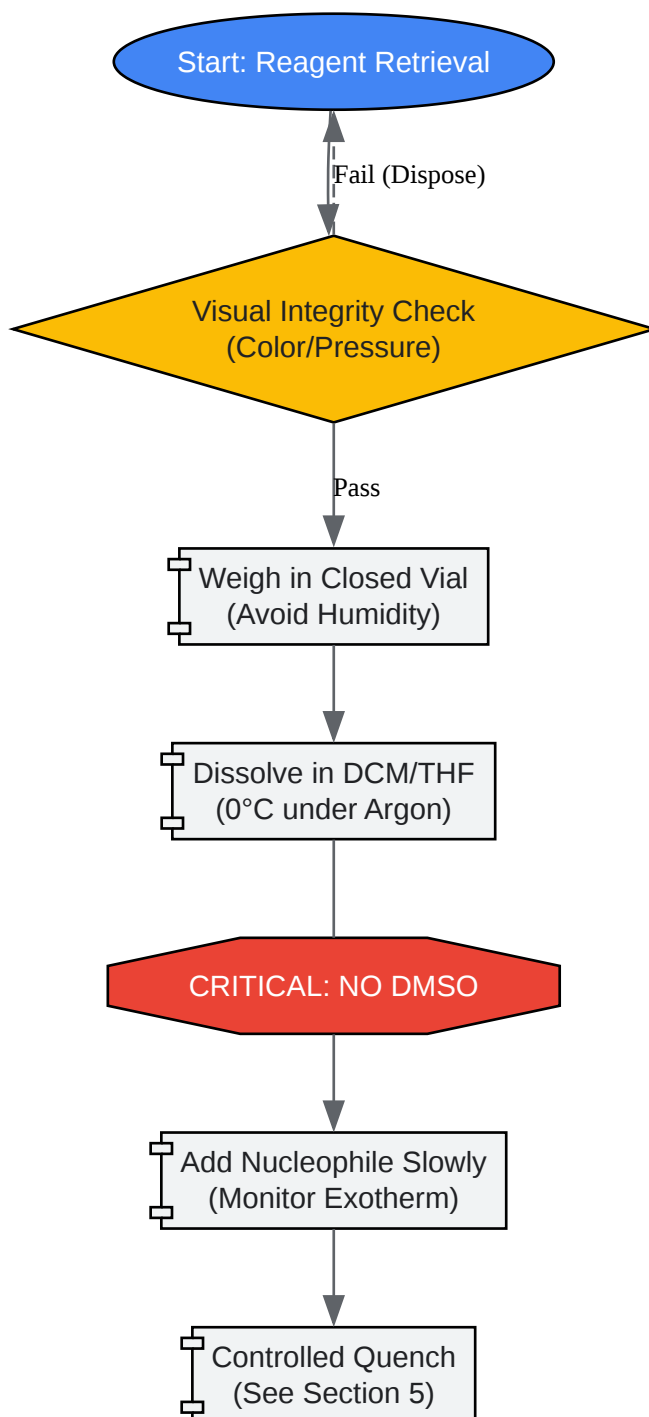 Start: Reagent Retrieval
Fail (Dispose)
Visual Integrity Check
(Color/Pressure)
Pass
Weigh in Closed Vial
(Avoid Humidity)
Dissolve in DCM/THF
(0°C under Argon)
CRITICAL: NO DMSO
Add Nucleophile Slowly
(Monitor Exotherm)
Controlled Quench
(See Section 5)